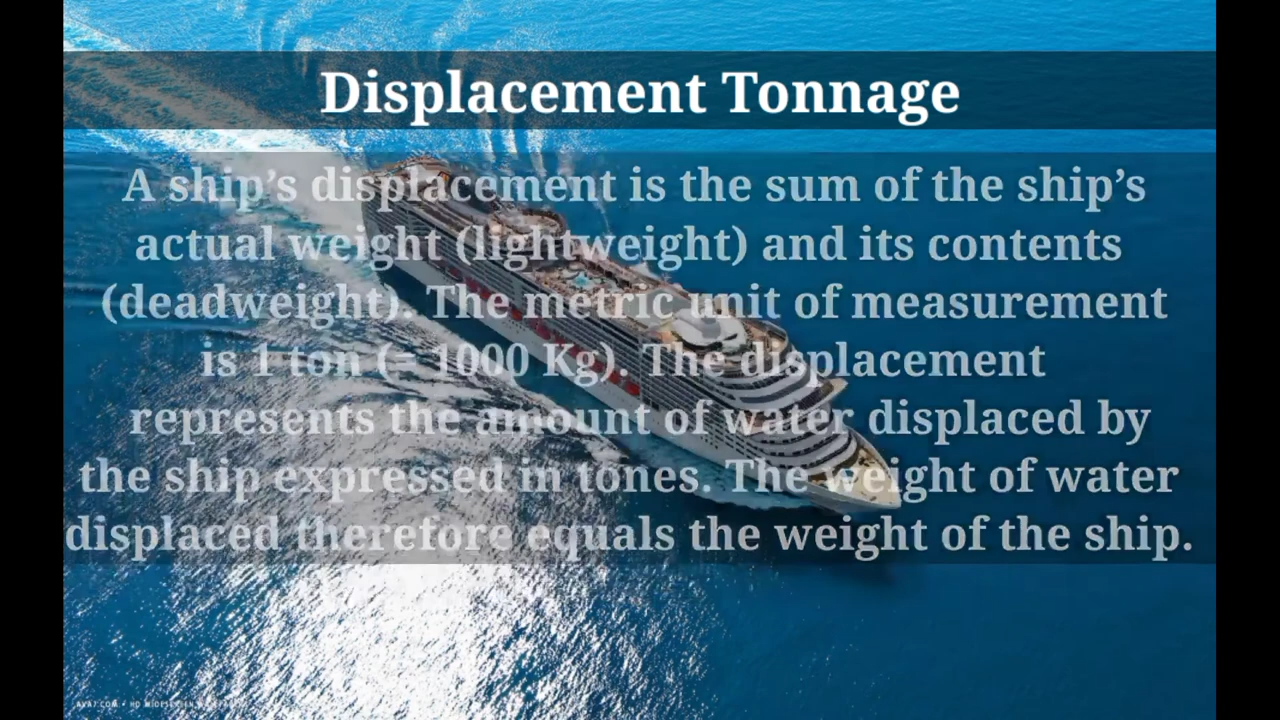 Displacement Tonnage
A ship’s displacement is the sum of the ship’s
actual weight (lightweight) and its contents
(deadweight). The metric unit of measurement
is 1 ton (= 1000 Kg). The displacement
represents the amount of water displaced by
the ship expressed in tones. The weight of water
displaced therefore equals the weight of the ship.